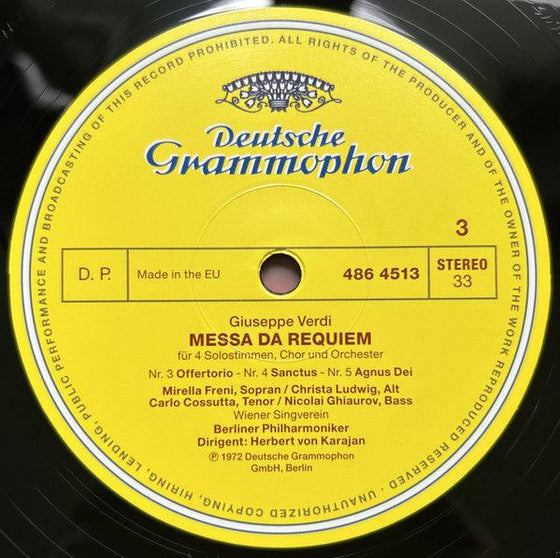 ALL RIGHTS OF THE PRODUCER AND OF THE OWNER OF THE WORK REPRODUCED RESERVED - UNAUTHORIZED COPYING, HIRING, LENDING, PUBLIC PERFORMANCE AND BROADCASTING OF THIS RECORD PROHIBITED.
Deutsche
Grammophon
3
D. P.
Made in the EU
486 4513
STEREO
33
Giuseppe Verdi
MESSA DA REQUIEM
für 4 Solostimmen, Chor und Orchester
Nr. 3 Offertorio - Nr. 4 Sanctus - Nr. 5 Agnus Dei
Mirella Freni, Sopran / Christa Ludwig, Alt
Carlo Cossutta, Tenor / Nicolai Ghiaurov, Bass
Wiener Singverein
Berliner Philharmoniker
Dirigent: Herbert von Karajan
℗ 1972 Deutsche Grammophon
GmbH, Berlin